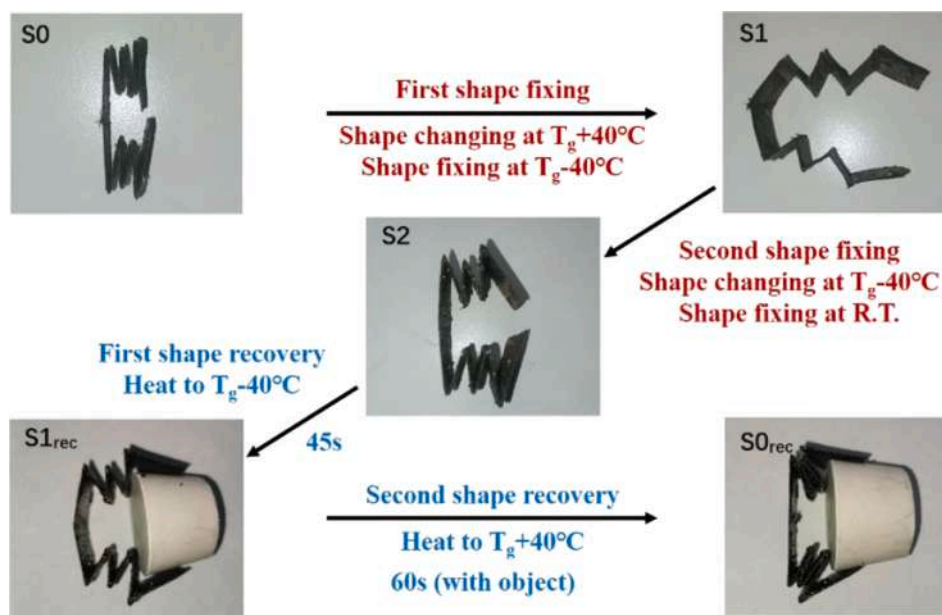 S0
First shape fixing
Shape changing at Tg+40°C
Shape fixing at Tg-40°C
S1
S2
Second shape fixing
Shape changing at Tg-40°C
Shape fixing at R.T.
First shape recovery
Heat to Tg-40°C
45s
S1rec
Second shape recovery
Heat to Tg+40°C
60s (with object)
S0rec